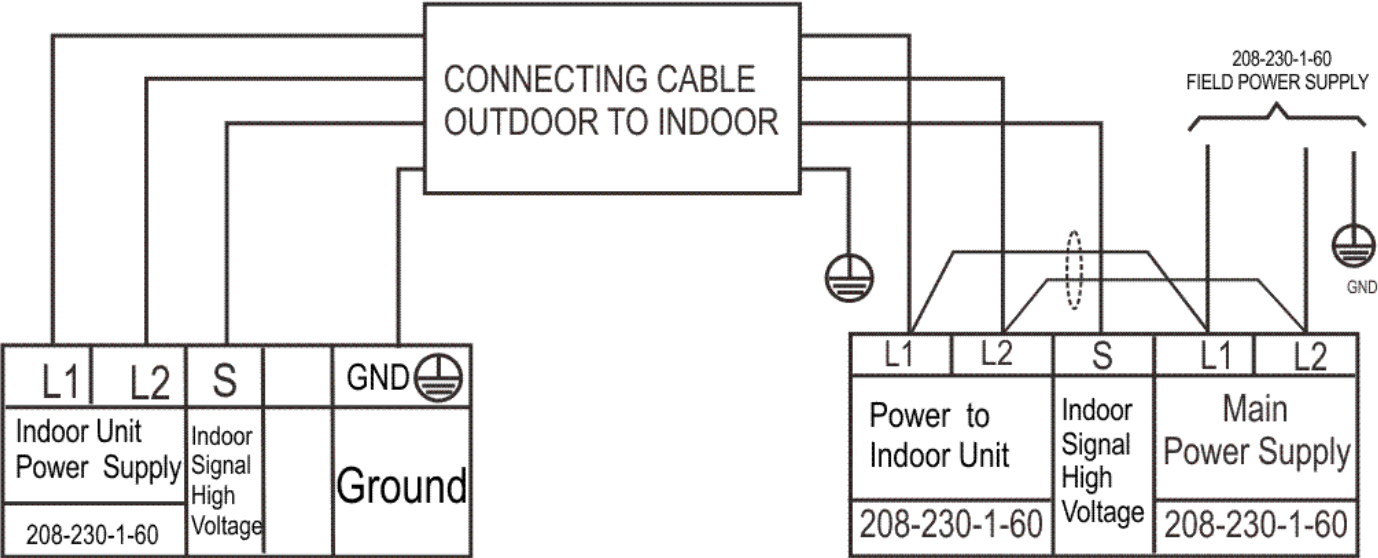 CONNECTING CABLE
OUTDOOR TO INDOOR
208-230-1-60
FIELD POWER SUPPLY
GND
L1 L2 S GND
Indoor Unit
Power Supply
208-230-1-60
Indoor
Signal
High
Voltage
Ground
L1 L2 S L1 L2
Power to
Indoor Unit
208-230-1-60
Indoor
Signal
High
Voltage
Main
Power Supply
208-230-1-60